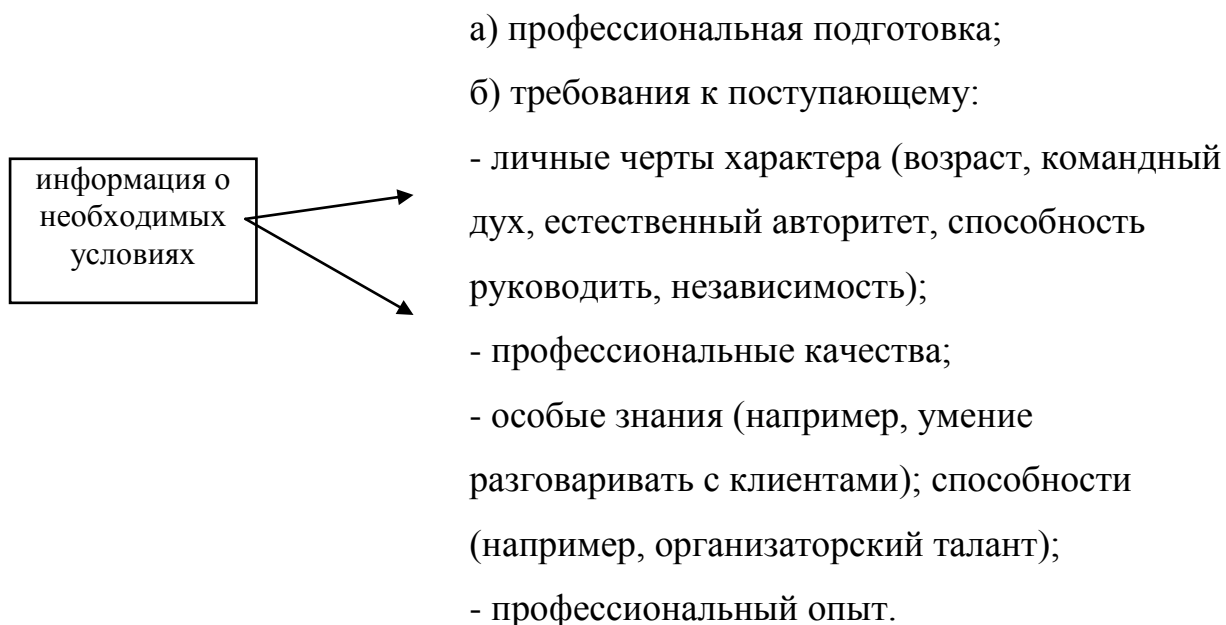 а) профессиональная подготовка;
б) требования к поступающему:
- личные черты характера (возраст, командный
дух, естественный авторитет, способность
руководить, независимость);
- профессиональные качества;
- особые знания (например, умение
разговаривать с клиентами); способности
(например, организаторский талант);
- профессиональный опыт.
информация о
необходимых
условиях